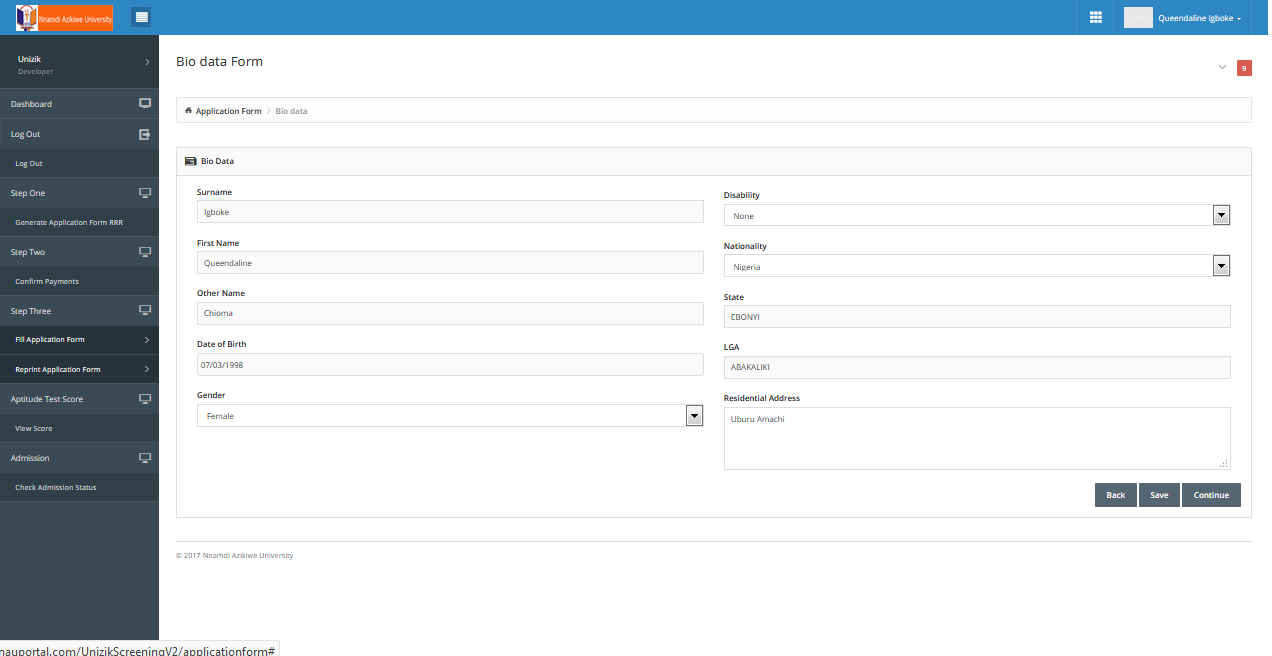 Nnamdi Azikiwe University
Queendaline Igboke
Unizik
Developer
Dashboard
Log Out
Log Out
Step One
Generate Application Form RRR
Step Two
Confirm Payments
Step Three
Fill Application Form
Reprint Application Form
Aptitude Test Score
View Score
Admission
Check Admission Status
Bio data Form
9
Application Form / Bio data
Bio Data
Surname
Igboke
First Name
Queendaline
Other Name
Chioma
Date of Birth
07/03/1998
Gender
Female
Disability
None
Nationality
Nigeria
State
EBONYI
LGA
ABAKALIKI
Residential Address
Uburu Amachi
Back Save Continue
© 2017 Nnamdi Azikiwe University
nauportal.com/UnizikScreeningV2/applicationform#